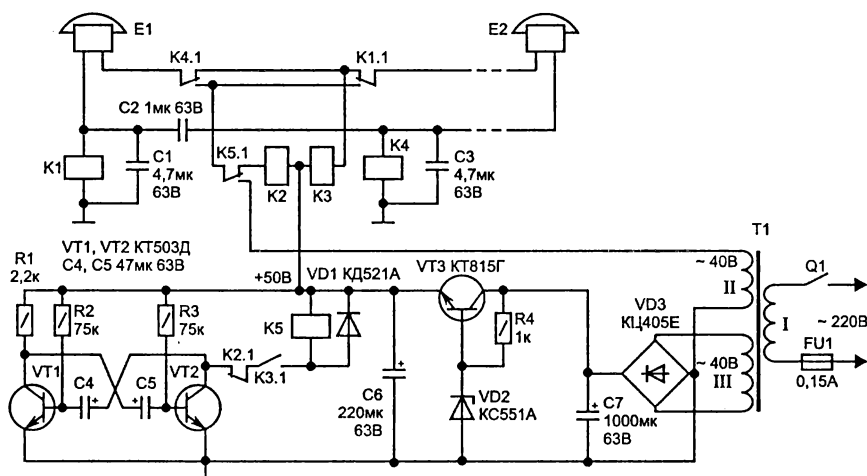 E1
E2
K4.1
K1.1
C2 1мк 63В
K1
C1
4,7мк
63В
K5.1
K2
K3
K4
C3
4,7мк
63В
VT1, VT2 КТ503Д
C4, C5 47мк 63В
R1
2,2к
R2
75к
R3
75к
+50В
VD1 КД521А
VT3 КТ815Г
T1
~ 40В
II
Q1
I
~ 220В
K5
R4
1к
VD3
КЦ405Е
~ 40В
III
FU1
0,15А
K2.1
K3.1
VT1
C4
+
+
C5
VT2
+
C6
220мк
63В
VD2
КС551А
+
C7
1000мк
63В